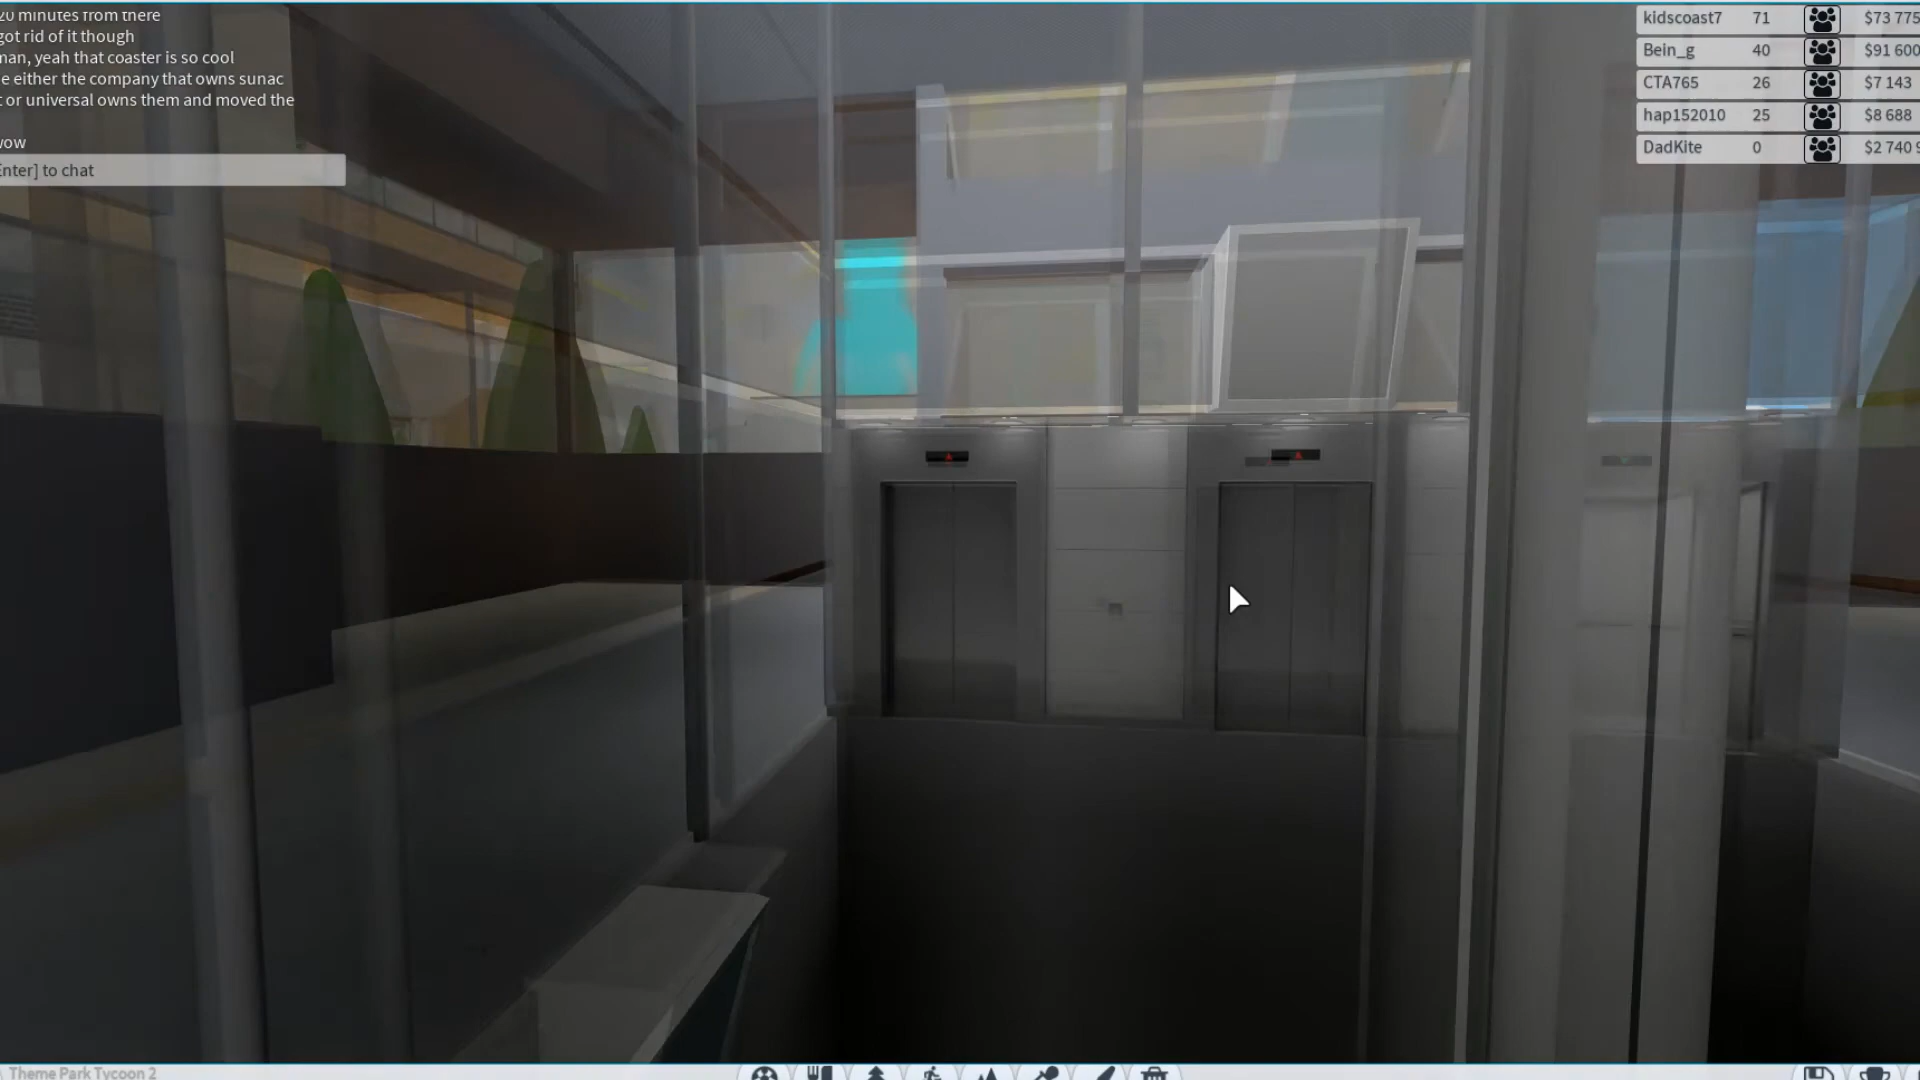 20 minutes from there
got rid of it though
man, yeah that coaster is so cool
e either the company that owns sunac
t or universal owns them and moved the
wow
Enter] to chat
kidscoast7 71 $73 775
Bein_g 40 $91 600
CTA765 26 $7 143
hap152010 25 $8 688
DadKite 0 $2 740 9
Theme Park Tycoon 2